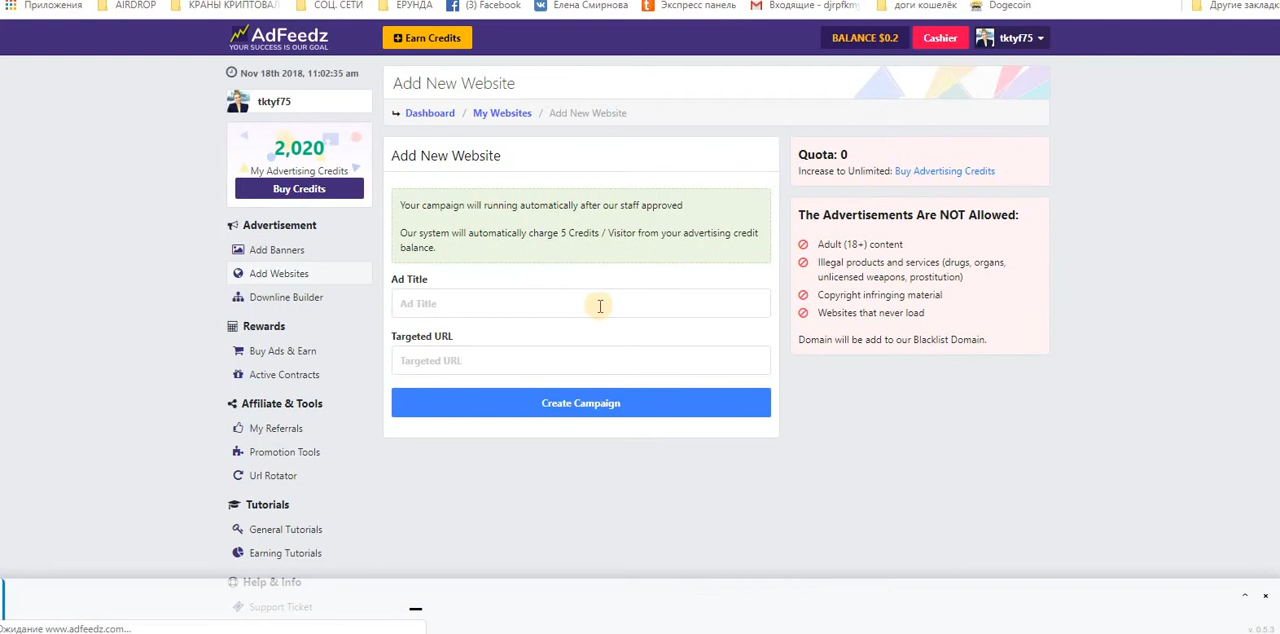 Приложения AIRDROP КРАНЫ КРИПТОВАЛ СОЦ. СЕТИ ЕРУНДА (3) Facebook Елена Смирнова Экспресс панель Входящие - djrpfkm доги кошелёк Dogecoin Другие закладк
AdFeedz
YOUR SUCCESS IS OUR GOAL
Earn Credits
BALANCE $0.2
Cashier
tktyf75
Nov 18th 2018, 11:02:35 am
tktyf75
2,020
My Advertising Credits
Buy Credits
Advertisement
Add Banners
Add Websites
Downline Builder
Rewards
Buy Ads & Earn
Active Contracts
Affiliate & Tools
My Referrals
Promotion Tools
Url Rotator
Tutorials
General Tutorials
Earning Tutorials
Help & Info
Support Ticket
Add New Website
Dashboard / My Websites / Add New Website
Add New Website
Your campaign will running automatically after our staff approved
Our system will automatically charge 5 Credits / Visitor from your advertising credit
balance.
Ad Title
Ad Title
Targeted URL
Targeted URL
Create Campaign
Quota: 0
Increase to Unlimited: Buy Advertising Credits
The Advertisements Are NOT Allowed:
Adult (18+) content
Illegal products and services (drugs, organs,
unlicensed weapons, prostitution)
Copyright infringing material
Websites that never load
Domain will be add to our Blacklist Domain.
Ожидание www.adfeedz.com...
v. 0.5.3